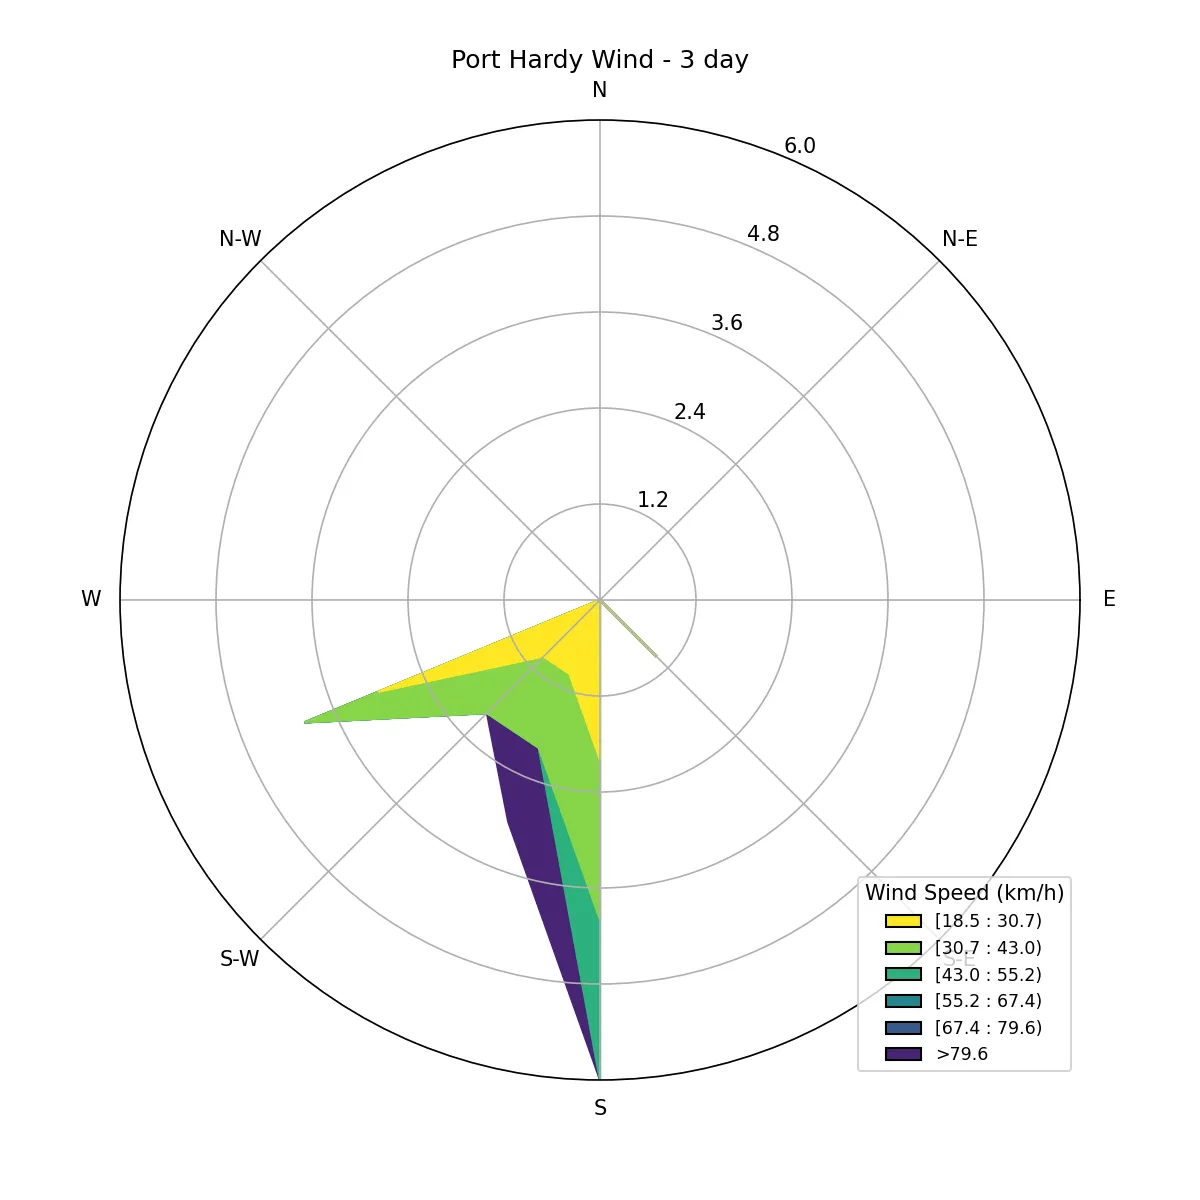 Port Hardy Wind - 3 day
N
6.0
N-W
N-E
4.8
3.6
2.4
1.2
W
E
Wind Speed (km/h)
[18.5 : 30.7)
[30.7 : 43.0)
S-W
S-E
[43.0 : 55.2)
[55.2 : 67.4)
[67.4 : 79.6)
>79.6
S